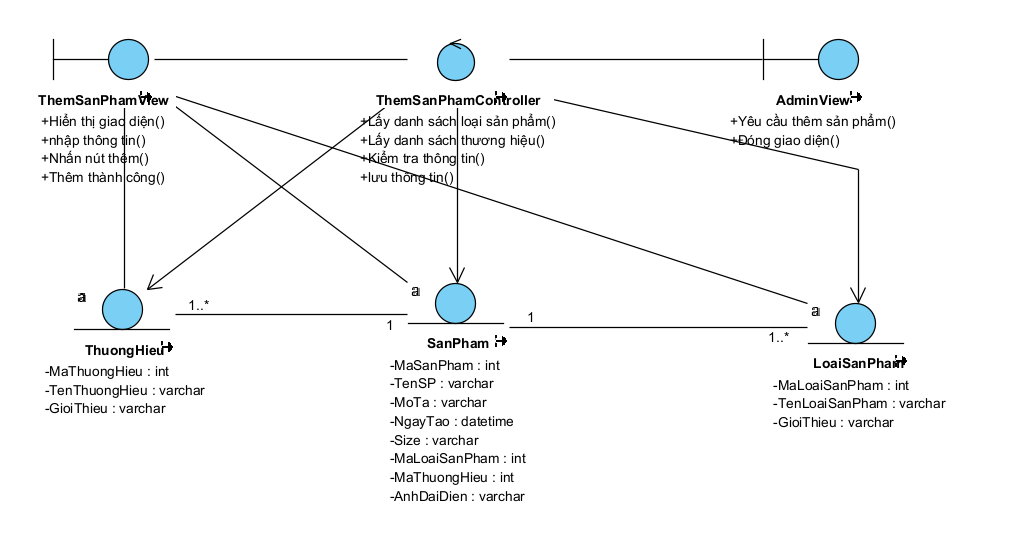 ThemSanPhamView
+Hiển thị giao diện()
+nhập thông tin()
+Nhấn nút thêm()
+Thêm thành công()
ThemSanPhamController
+Lấy danh sách loại sản phẩm()
+Lấy danh sách thương hiệu()
+Kiểm tra thông tin()
+lưu thông tin()
AdminView
+Yêu cầu thêm sản phẩm()
+Đóng giao diện()
a
1..*
1
a
1
1..*
a
ThuongHieu
-MaThuongHieu : int
-TenThuongHieu : varchar
-GioiThieu : varchar
SanPham
-MaSanPham : int
-TenSP : varchar
-MoTa : varchar
-NgayTao : datetime
-Size : varchar
-MaLoaiSanPham : int
-MaThuongHieu : int
-AnhDaiDien : varchar
LoaiSanPham
-MaLoaiSanPham : int
-TenLoaiSanPham : varchar
-GioiThieu : varchar